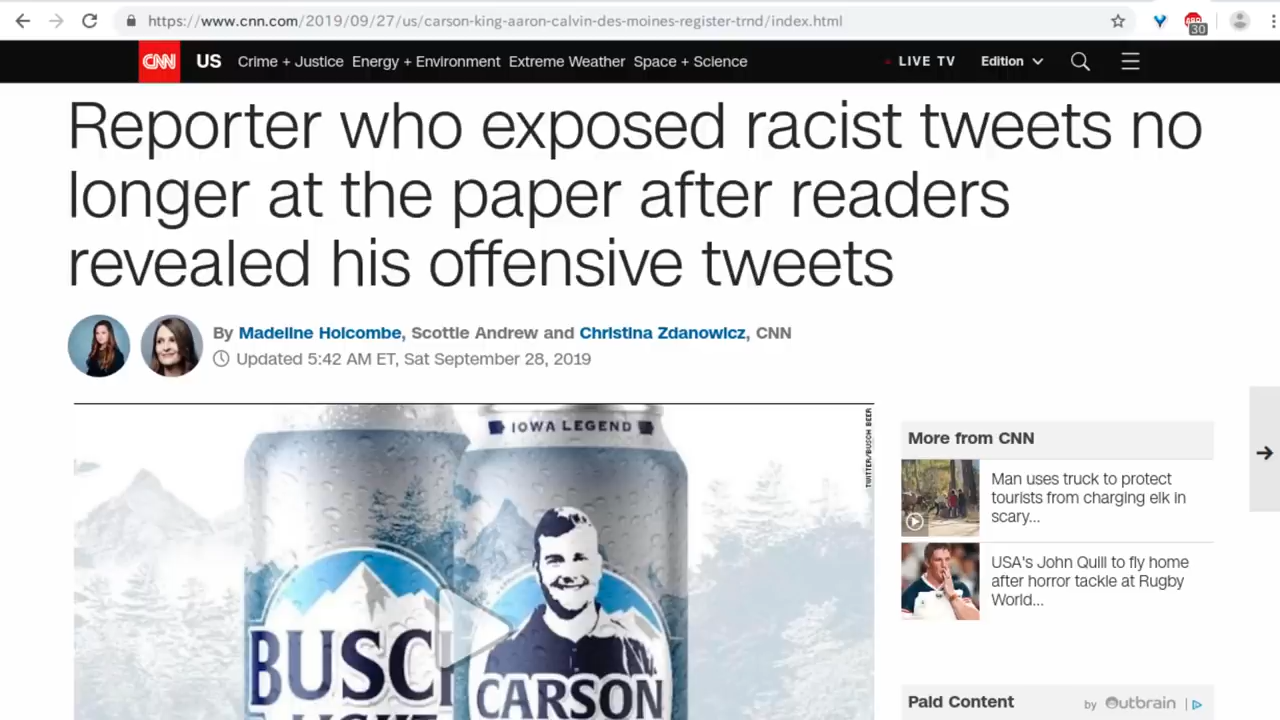 https://www.cnn.com/2019/09/27/us/carson-king-aaron-calvin-des-moines-register-trnd/index.html
30
CNN US Crime + Justice Energy + Environment Extreme Weather Space + Science LIVE TV Edition
Reporter who exposed racist tweets no
longer at the paper after readers
revealed his offensive tweets
By Madeline Holcombe, Scottie Andrew and Christina Zdanowicz, CNN
Updated 5:42 AM ET, Sat September 28, 2019
IOWA LEGEND
TWITTER/BUSCH BEER
BUSC
CARSON
More from CNN
Man uses truck to protect
tourists from charging elk in
scary...
USA's John Quill to fly home
after horror tackle at Rugby
World...
Paid Content
by Outbrain